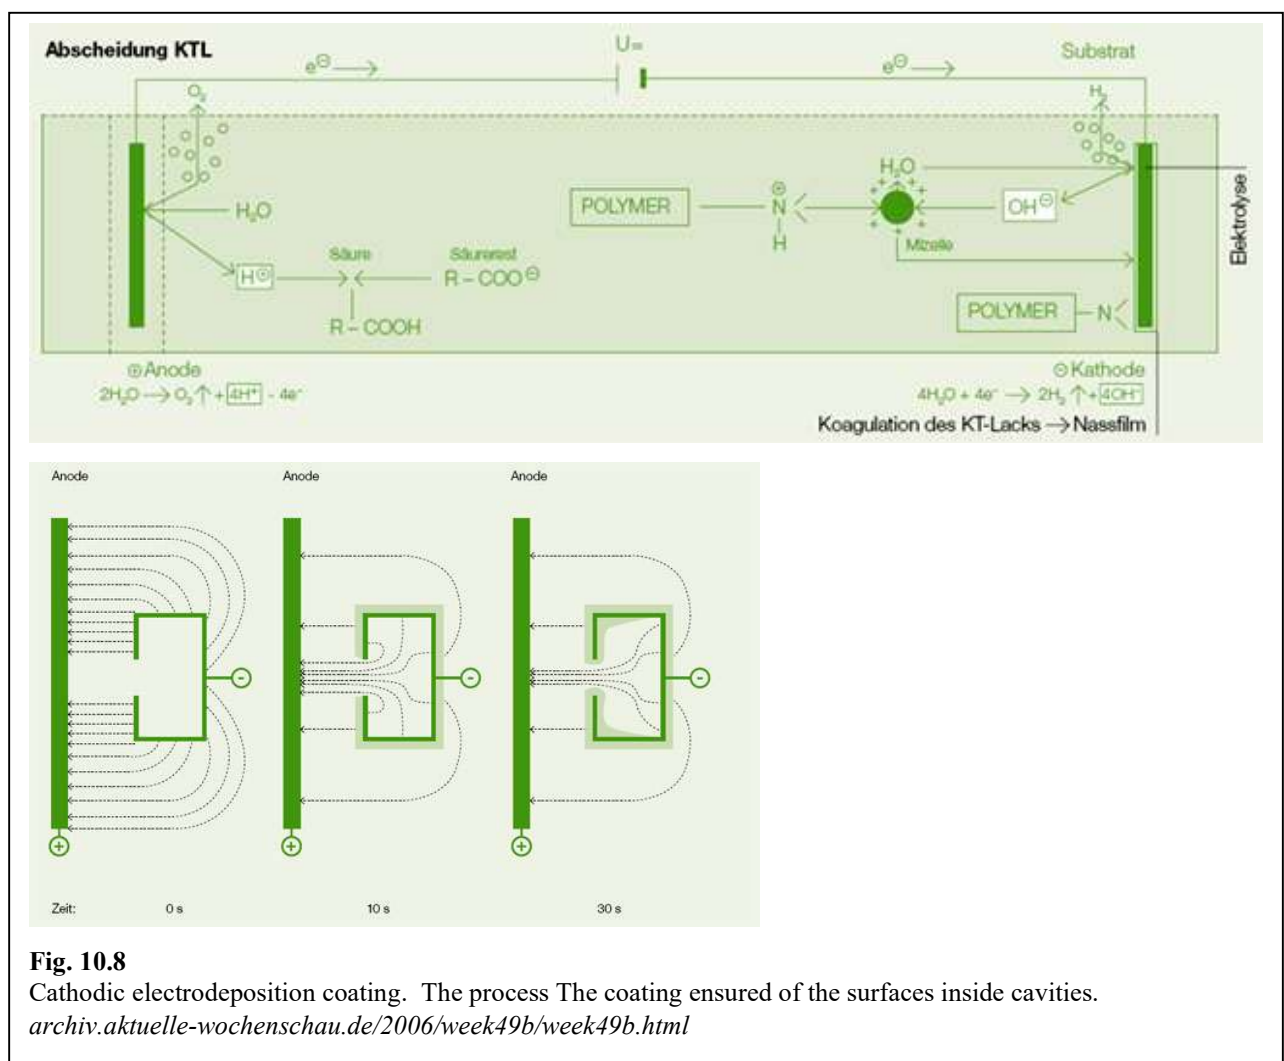 Abscheidung KTL
U=
Substrat
e⊖
e⊖
O₂
H₂
H₂O
H⊕
Säure
Säurerest
R – COO⊖
R – COOH
POLYMER
⊕
N
H
H₂O
+ + + + + + + +
Mizelle
OH⊖
POLYMER
N
Elektrolyse
⊕ Anode
2H₂O → O₂ ↑ + 4H⁺ - 4e⁻
⊖ Kathode
4H₂O + 4e⁻ → 2H₂ ↑ + 4OH⁻
Koagulation des KT-Lacks → Nassfilm
Anode
Anode
Anode
-
-
-
+
+
+
Zeit: 0 s 10 s 30 s
Fig. 10.8
Cathodic electrodeposition coating. The process The coating ensured of the surfaces inside cavities.
archiv.aktuelle-wochenschau.de/2006/week49b/week49b.html